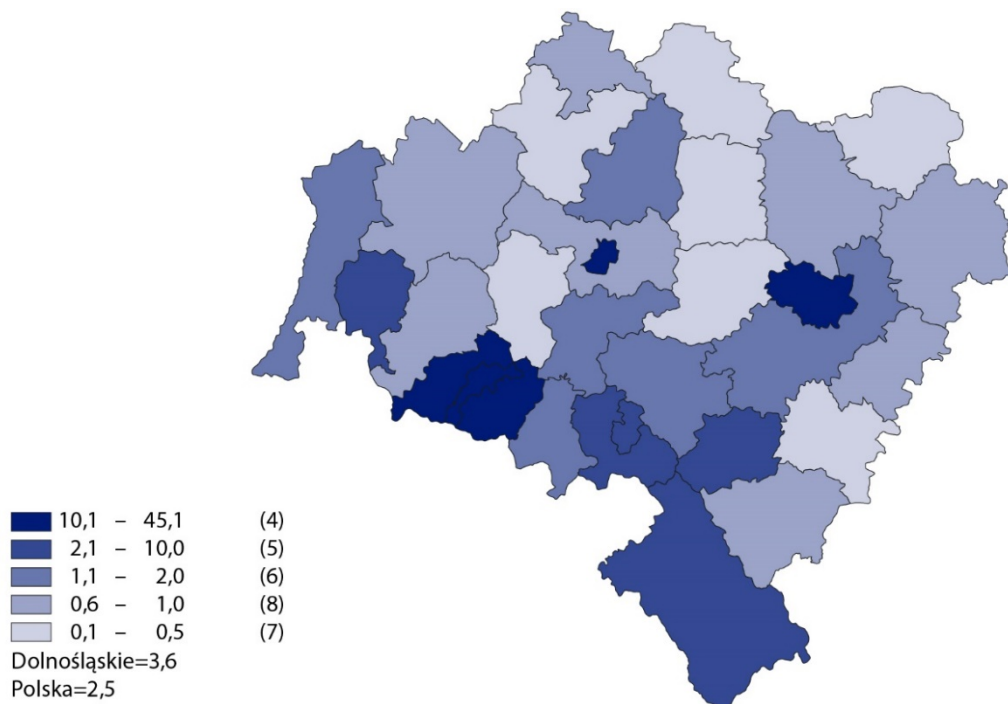 10,1 – 45,1 (4)
2,1 – 10,0 (5)
1,1 – 2,0 (6)
0,6 – 1,0 (8)
0,1 – 0,5 (7)
Dolnośląskie=3,6
Polska=2,5